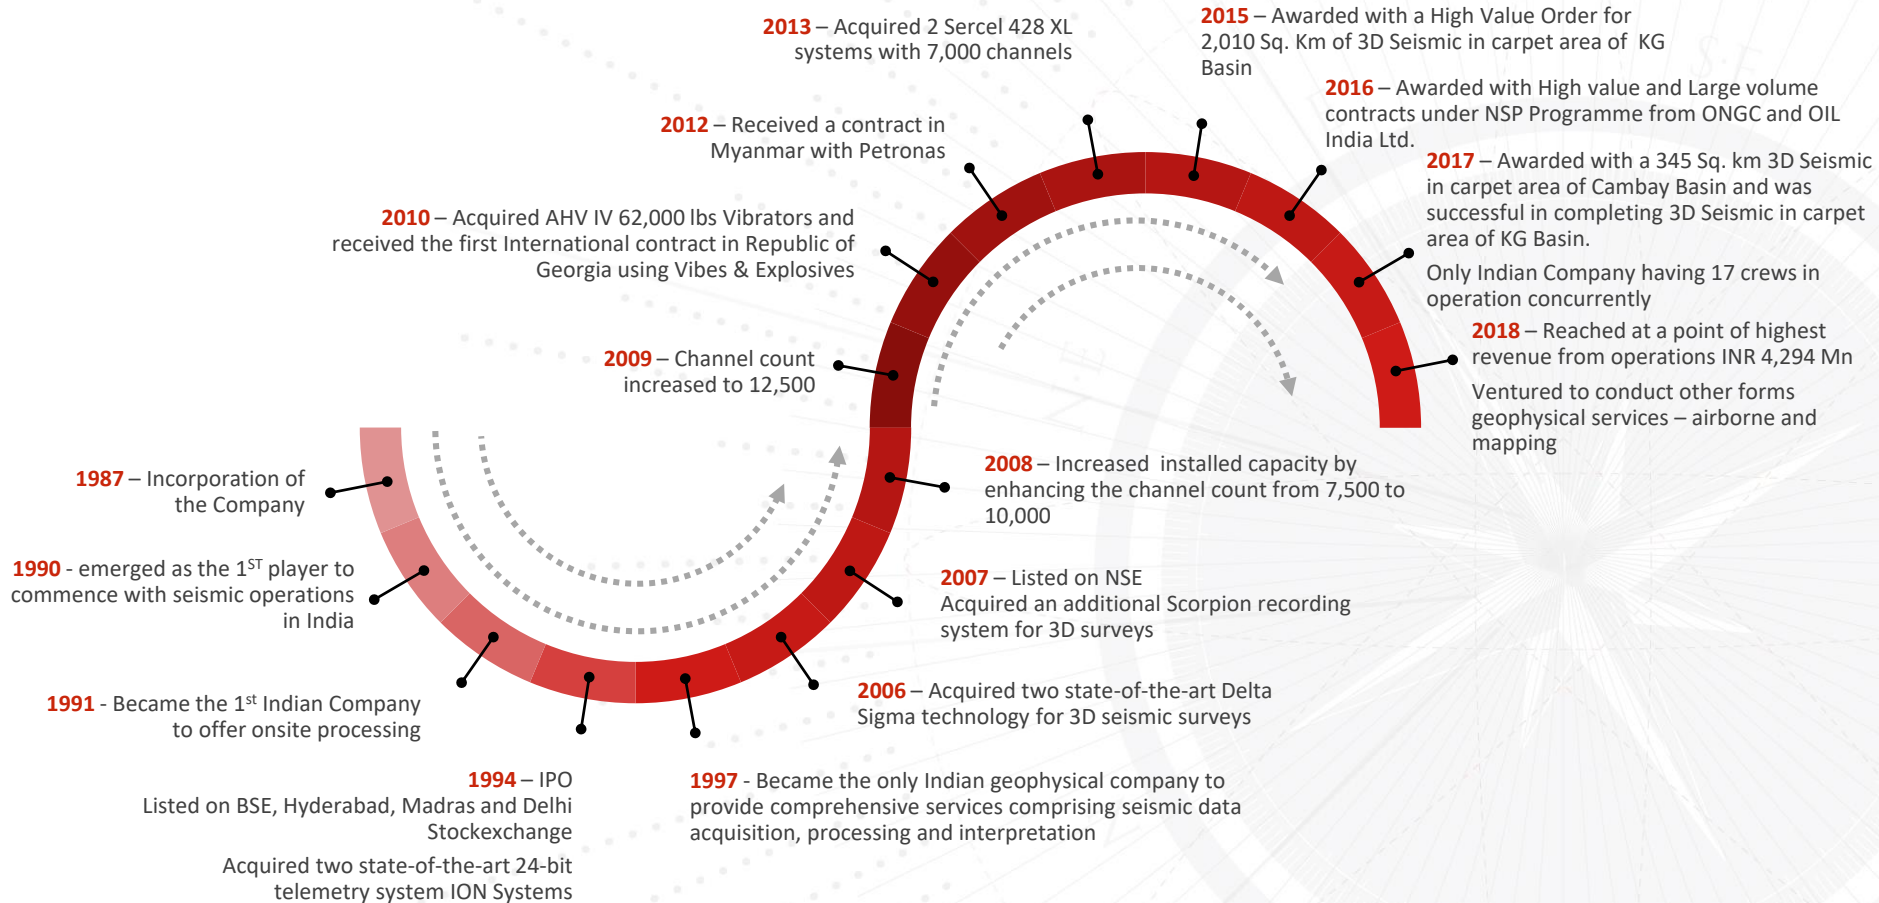 1987 – Incorporation of
the Company
1990 - emerged as the 1ST player to
commence with seismic operations
in India
1991 - Became the 1st Indian Company
to offer onsite processing
1994 – IPO
Listed on BSE, Hyderabad, Madras and Delhi
Stockexchange
Acquired two state-of-the-art 24-bit
telemetry system ION Systems
1997 - Became the only Indian geophysical company to
provide comprehensive services comprising seismic data
acquisition, processing and interpretation
2006 – Acquired two state-of-the-art Delta
Sigma technology for 3D seismic surveys
2007 – Listed on NSE
Acquired an additional Scorpion recording
system for 3D surveys
2008 – Increased installed capacity by
enhancing the channel count from 7,500 to
10,000
2009 – Channel count
increased to 12,500
2010 – Acquired AHV IV 62,000 lbs Vibrators and
received the first International contract in Republic of
Georgia using Vibes & Explosives
2012 – Received a contract in
Myanmar with Petronas
2013 – Acquired 2 Sercel 428 XL
systems with 7,000 channels
2015 – Awarded with a High Value Order for
2,010 Sq. Km of 3D Seismic in carpet area of KG
Basin
2016 – Awarded with High value and Large volume
contracts under NSP Programme from ONGC and OIL
India Ltd.
2017 – Awarded with a 345 Sq. km 3D Seismic
in carpet area of Cambay Basin and was
successful in completing 3D Seismic in carpet
area of KG Basin.
Only Indian Company having 17 crews in
operation concurrently
2018 – Reached at a point of highest
revenue from operations INR 4,294 Mn
Ventured to conduct other forms
geophysical services – airborne and
mapping